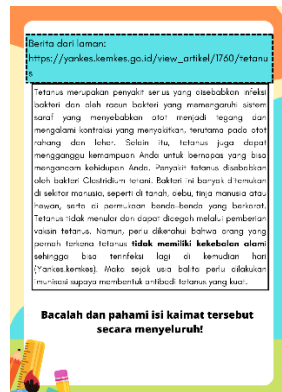 Berita dari laman:
https://yankes.kemkes.go.id/view_artikel/1760/tetanu
s
Tetanus merupakan penyakit serius yang disebabkan infeksi
bakteri dan oleh racun bakteri yang memengaruhi sistem
saraf yang menyebabkan otot menjadi tegang dan
mengalami kontraksi yang menyakitkan, terutama pada otot
rahang dan leher. Selain itu, tetanus juga dapat
mengganggu kemampuan Anda untuk bernapas yang bisa
mengancam kehidupan Anda. Penyakit tetanus disebabkan
oleh bakteri Clostridium tetani. Bakteri ini banyak ditemukan
di sekitar manusia, seperti di tanah, debu, tinja manusia atau
hewan, serta di permukaan benda-benda yang berkarat.
Tetanus tidak menular dan dapat dicegah melalui pemberian
vaksin tetanus. Namun, perlu diketahui bahwa orang yang
pernah terkena tetanus tidak memiliki kekebalan alami
sehingga bisa terinfeksi lagi di kemudian hari
(Yankes.kemkes). Maka sejak usia balita perlu dilakukan
imunisasi supaya membentuk antibodi tetanus yang kuat.
Bacalah dan pahami isi kaimat tersebut
secara menyeluruh!